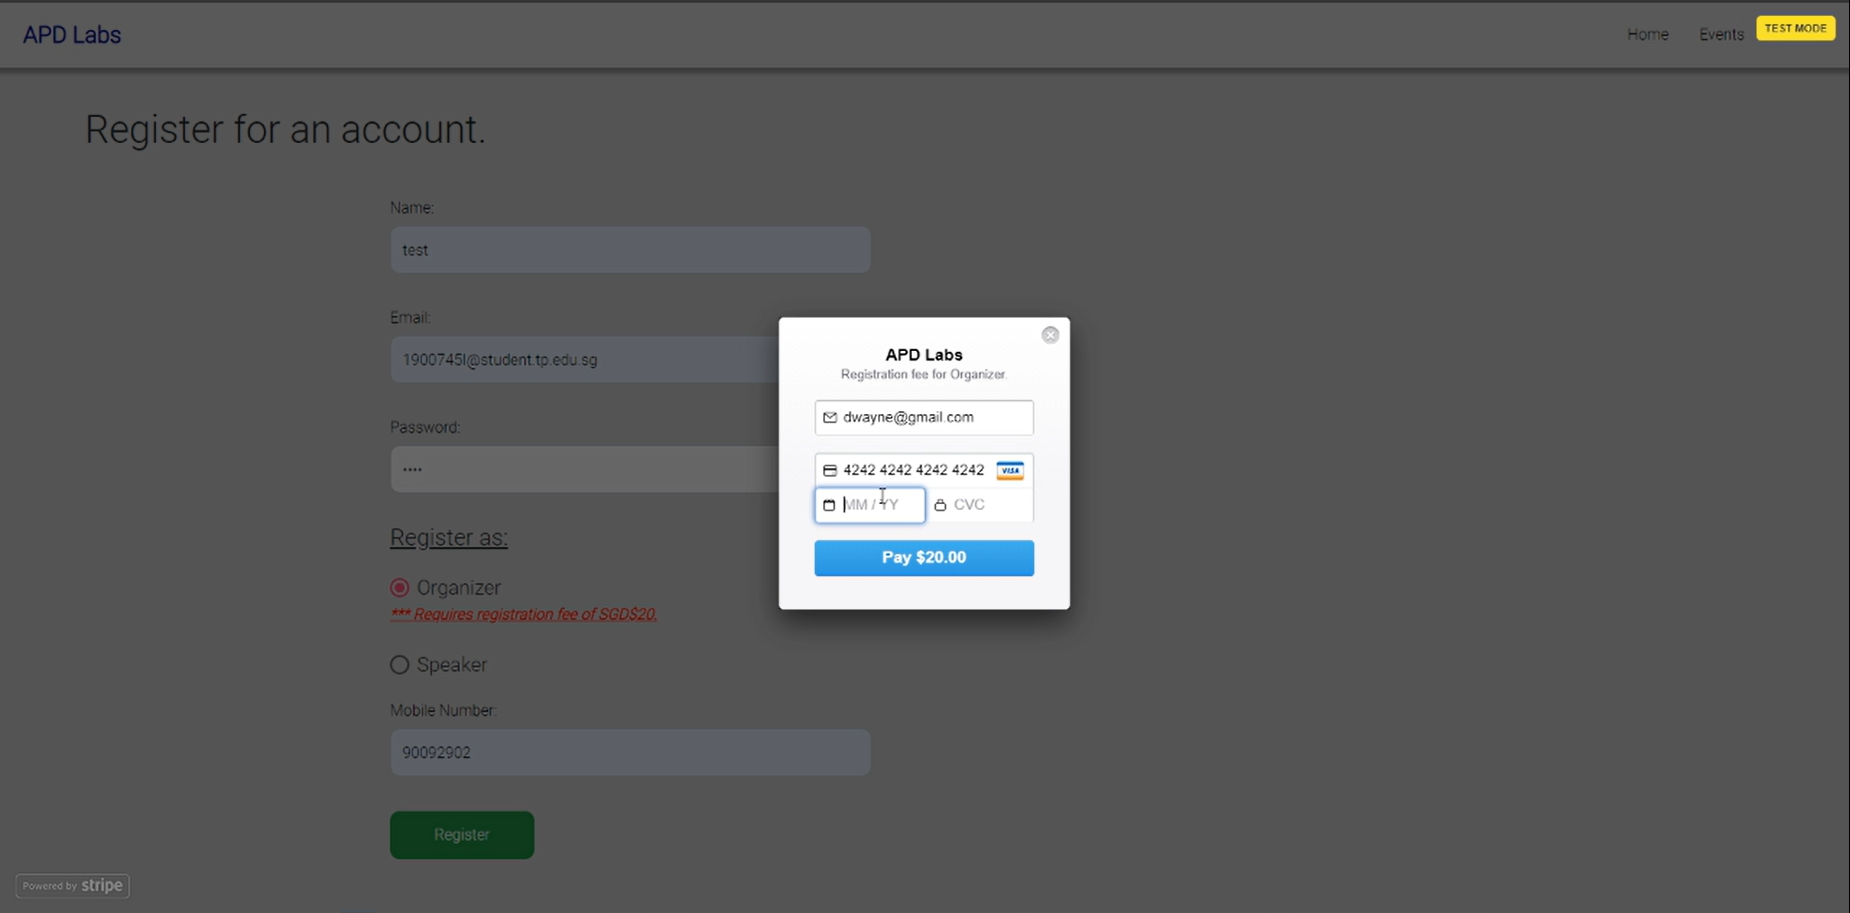 APD Labs
Home Events TEST MODE
Register for an account.
Name:
test
Email:
1900745I@student.tp.edu.sg
Password:
••••
Register as:
Organizer
*** Requires registration fee of SGD$20.
Speaker
Mobile Number:
90092902
Register
Powered by stripe
APD Labs
Registration fee for Organizer.
dwayne@gmail.com
4242 4242 4242 4242 VISA
MM / YY CVC
Pay $20.00